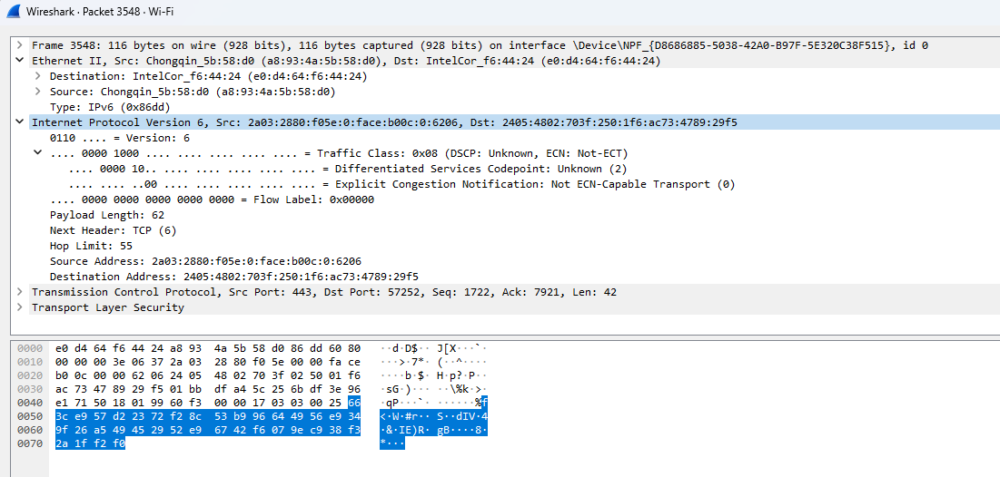 Wireshark · Packet 3548 · Wi-Fi
Frame 3548: 116 bytes on wire (928 bits), 116 bytes captured (928 bits) on interface \Device\NPF_{D8686885-5038-42A0-B97F-5E320C38F515}, id 0
Ethernet II, Src: Chongqin_5b:58:d0 (a8:93:4a:5b:58:d0), Dst: IntelCor_f6:44:24 (e0:d4:64:f6:44:24)
Destination: IntelCor_f6:44:24 (e0:d4:64:f6:44:24)
Source: Chongqin_5b:58:d0 (a8:93:4a:5b:58:d0)
Type: IPv6 (0x86dd)
Internet Protocol Version 6, Src: 2a03:2880:f05e:0:face:b00c:0:6206, Dst: 2405:4802:703f:250:1f6:ac73:4789:29f5
0110 .... = Version: 6
.... 0000 1000 .... .... .... .... .... = Traffic Class: 0x08 (DSCP: Unknown, ECN: Not-ECT)
.... 0000 10.. .... .... .... .... .... = Differentiated Services Codepoint: Unknown (2)
.... .... ..00 .... .... .... .... .... = Explicit Congestion Notification: Not ECN-Capable Transport (0)
.... 0000 0000 0000 0000 0000 = Flow Label: 0x00000
Payload Length: 62
Next Header: TCP (6)
Hop Limit: 55
Source Address: 2a03:2880:f05e:0:face:b00c:0:6206
Destination Address: 2405:4802:703f:250:1f6:ac73:4789:29f5
Transmission Control Protocol, Src Port: 443, Dst Port: 57252, Seq: 1722, Ack: 7921, Len: 42
Transport Layer Security
0000 e0 d4 64 f6 44 24 a8 93 4a 5b 58 d0 86 dd 60 80 ··d·D$·· J[X···`·
0010 00 00 00 3e 06 37 2a 03 28 80 f0 5e 00 00 fa ce ···>·7*· (··^····
0020 b0 0c 00 00 62 06 24 05 48 02 70 3f 02 50 01 f6 ····b·$· H·p?·P··
0030 ac 73 47 89 29 f5 01 bb df a4 5c 25 6b df 3e 96 ·sG·)··· ··\%k·>·
0040 e1 71 50 18 01 99 60 f3 00 00 17 03 03 00 25 66 ·qP···`· ······%f
0050 3c e9 57 d2 23 72 f2 8c 53 b9 96 64 49 56 e9 34 <·W·#r·· S··dIV·4
0060 9f 26 a5 49 45 29 52 e9 67 42 f6 07 9e c9 38 f3 ·&·IE)R· gB····8·
0070 2a 1f f2 f0 *···